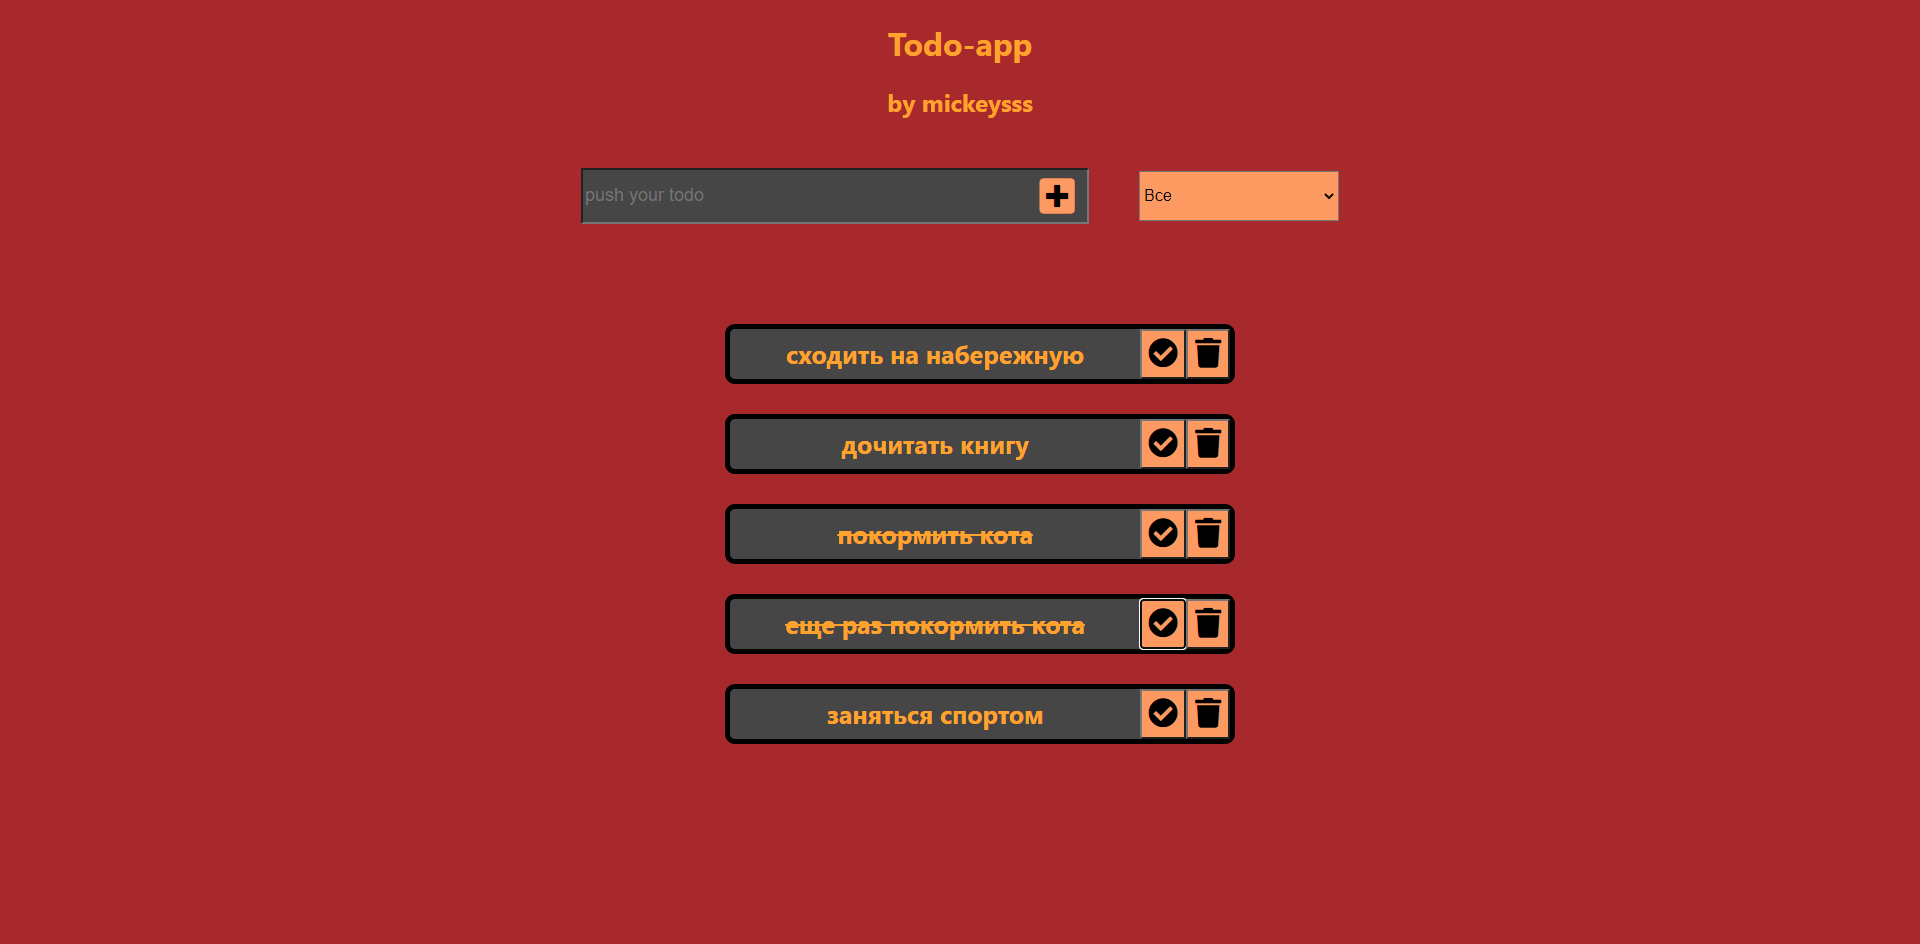 Todo-app
by mickeysss
push your todo
Все
сходить на набережную
дочитать книгу
покормить кота
еще раз покормить кота
заняться спортом